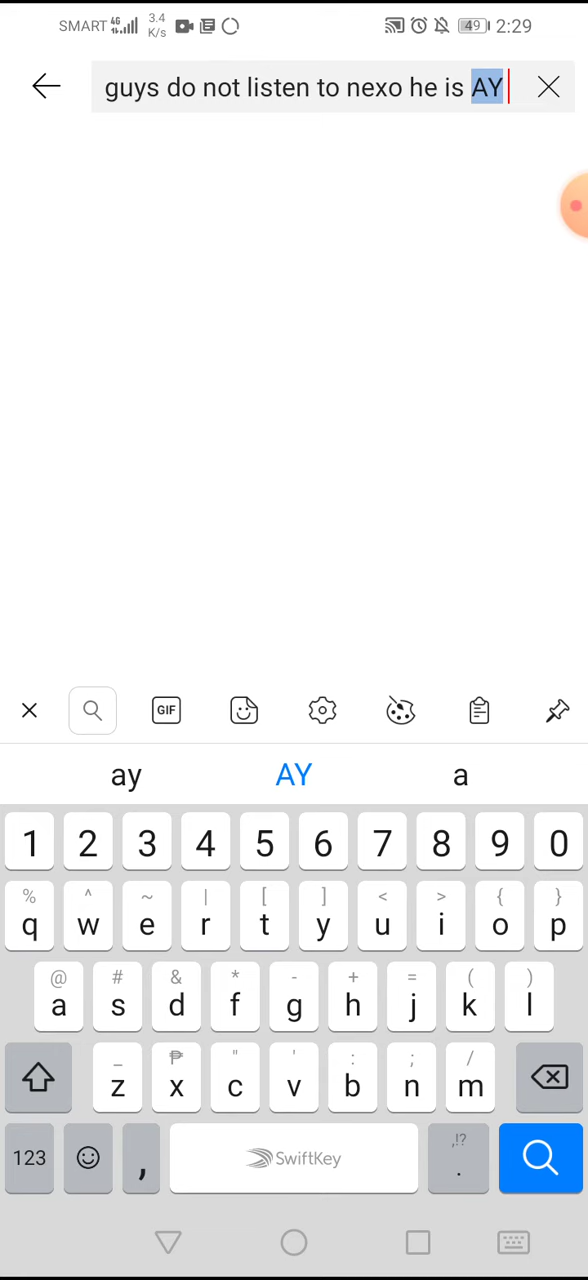 SMART 4G 3.4 K/s 49 2:29
guys do not listen to nexo he is AY
GIF
ay AY a
1 2 3 4 5 6 7 8 9 0
% ^ ~ | [ ] < > { }
q w e r t y u i o p
@ # & * - + = ( )
a s d f g h j k l
_ ₱ " ' : ; /
z x c v b n m
123 , SwiftKey ,!? .